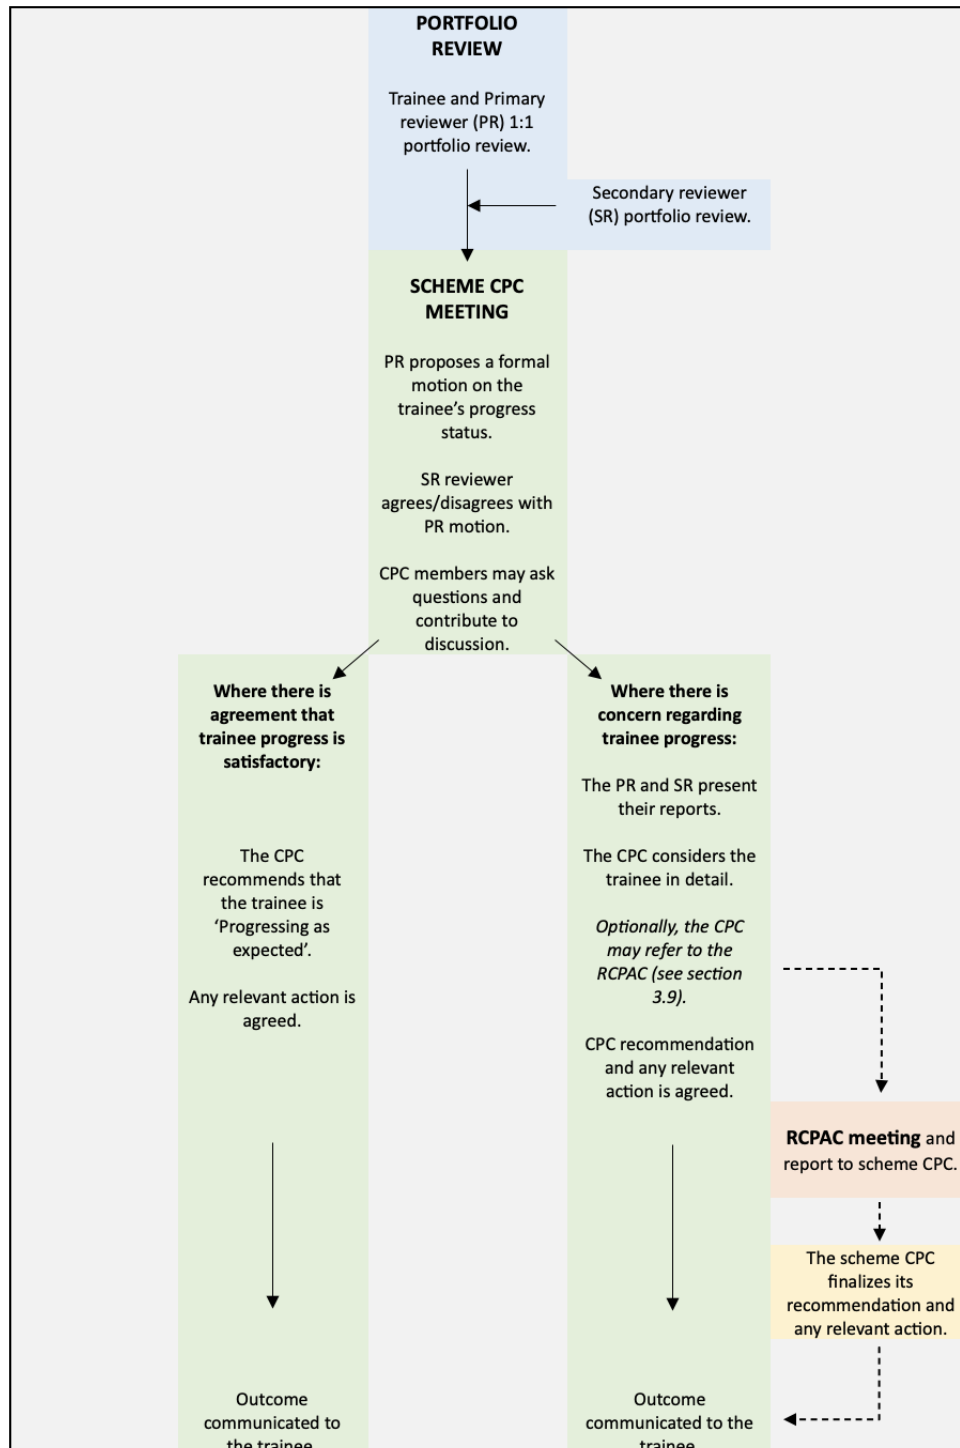 PORTFOLIO
REVIEW
Trainee and Primary
reviewer (PR) 1:1
portfolio review.
Secondary reviewer
(SR) portfolio review.
SCHEME CPC
MEETING
PR proposes a formal
motion on the
trainee’s progress
status.
SR reviewer
agrees/disagrees with
PR motion.
CPC members may ask
questions and
contribute to
discussion.
Where there is
agreement that
trainee progress is
satisfactory:
The CPC
recommends that
the trainee is
‘Progressing as
expected’.
Any relevant action is
agreed.
Outcome
communicated to
the trainee
Where there is
concern regarding
trainee progress:
The PR and SR present
their reports.
The CPC considers the
trainee in detail.
Optionally, the CPC
may refer to the
RCPAC (see section
3.9).
CPC recommendation
and any relevant
action is agreed.
Outcome
communicated to the
trainee
RCPAC meeting and
report to scheme CPC.
The scheme CPC
finalizes its
recommendation and
any relevant action.